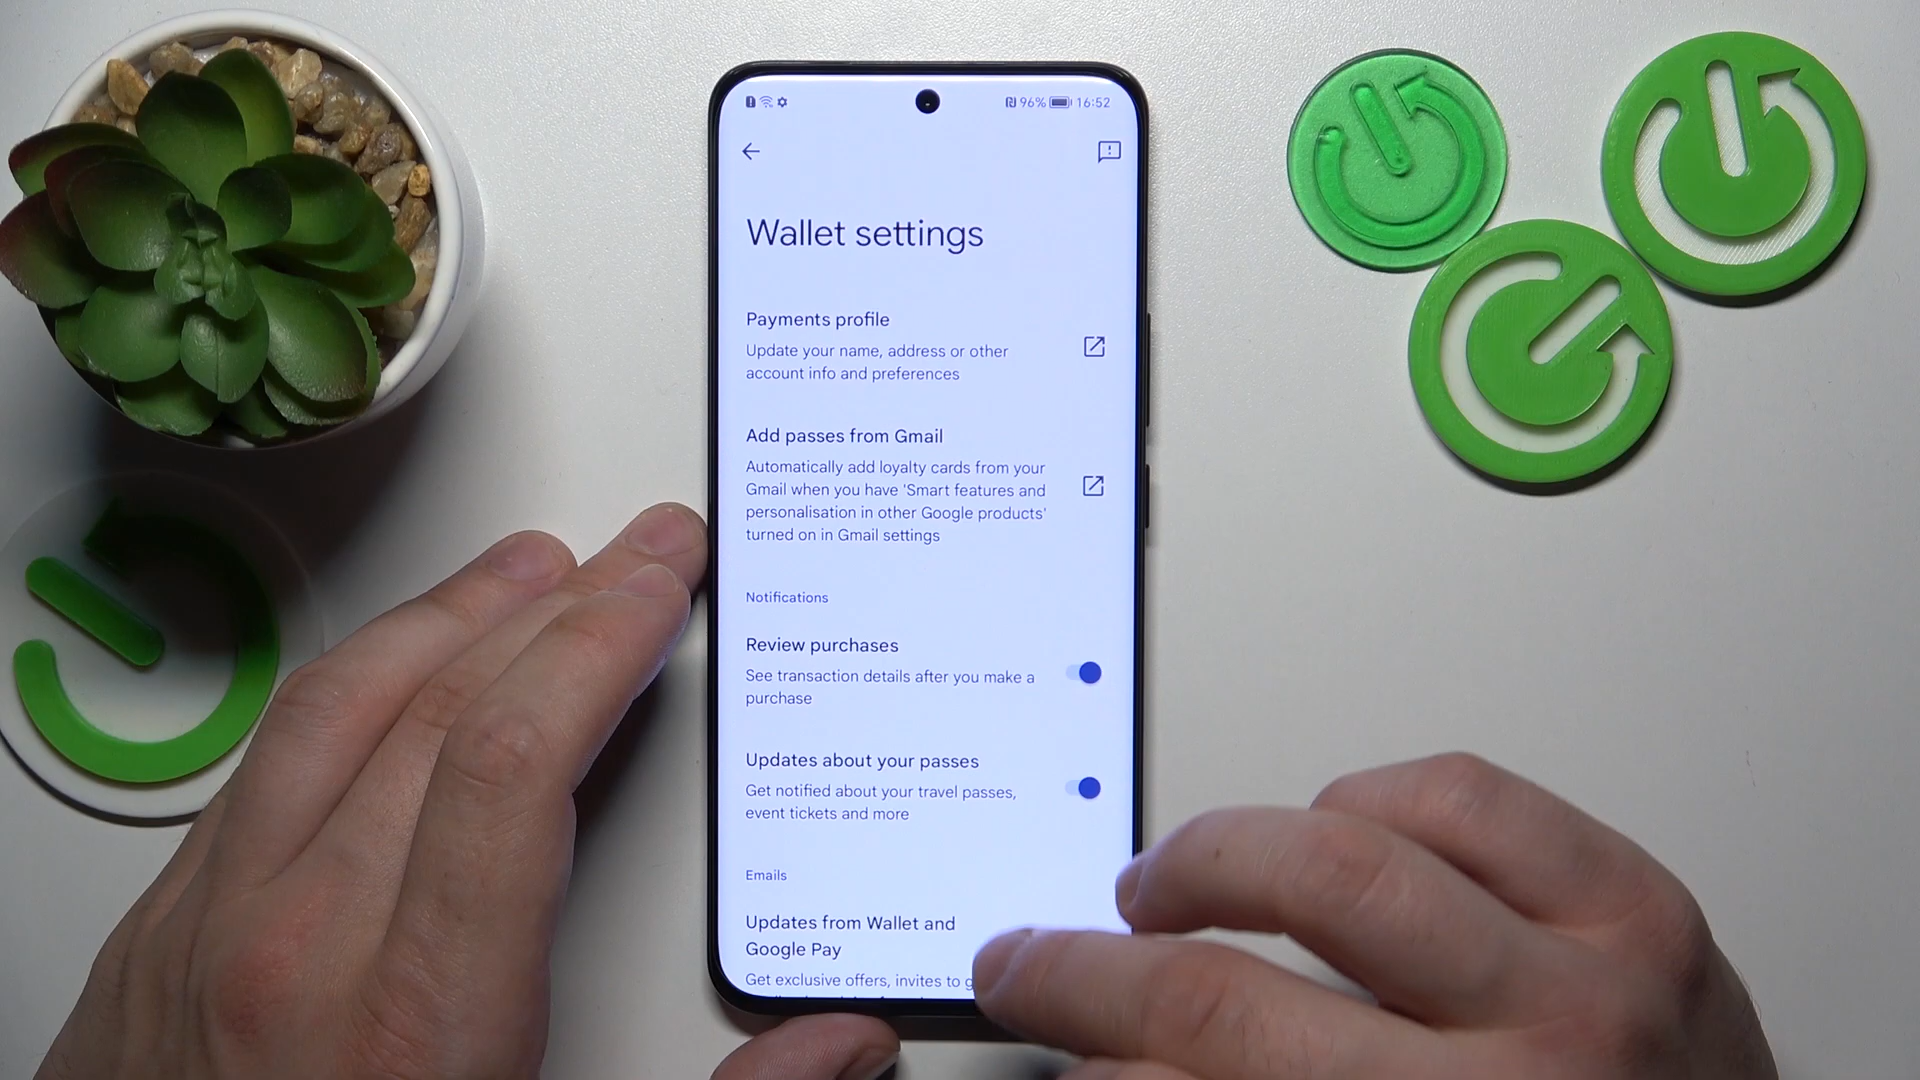 96% 16:52
Wallet settings
Payments profile
Update your name, address or other
account info and preferences
Add passes from Gmail
Automatically add loyalty cards from your
Gmail when you have 'Smart features and
personalisation in other Google products'
turned on in Gmail settings
Notifications
Review purchases
See transaction details after you make a
purchase
Updates about your passes
Get notified about your travel passes,
event tickets and more
Emails
Updates from Wallet and
Google Pay
Get exclusive offers, invites to